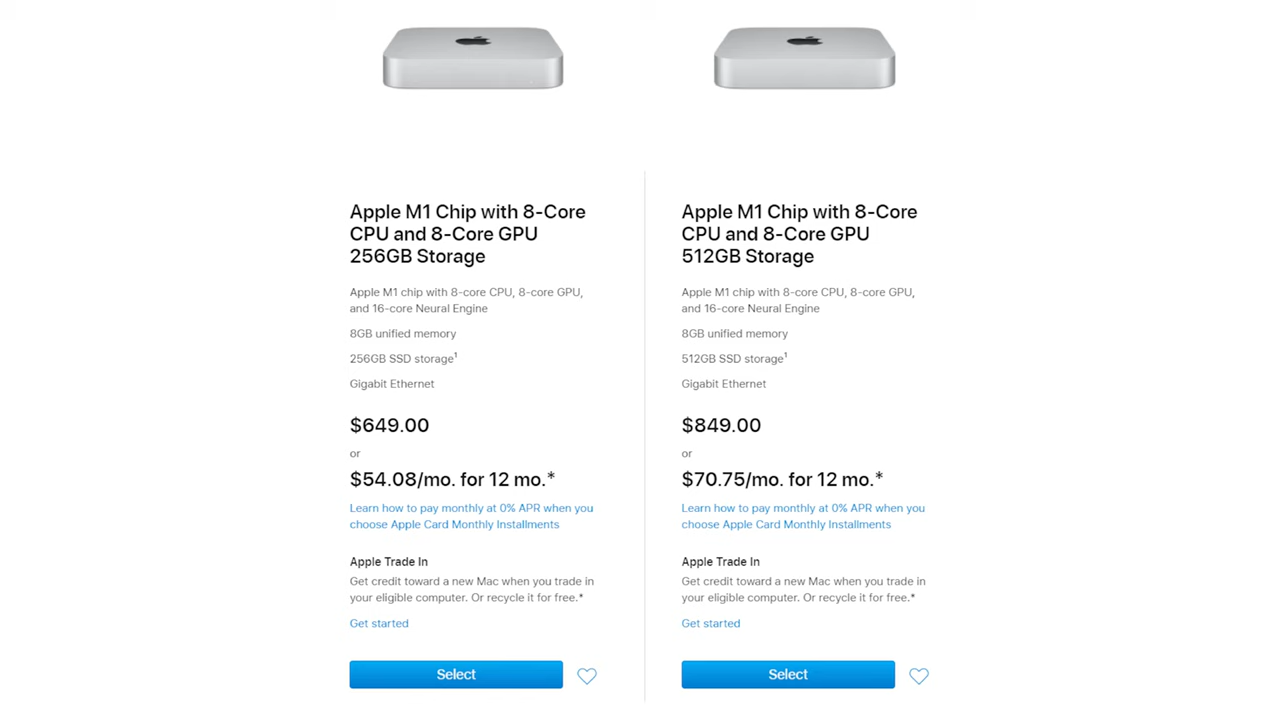 Apple M1 Chip with 8-Core
CPU and 8-Core GPU
256GB Storage
Apple M1 chip with 8-core CPU, 8-core GPU,
and 16-core Neural Engine
8GB unified memory
256GB SSD storage¹
Gigabit Ethernet
$649.00
or
$54.08/mo. for 12 mo.*
Learn how to pay monthly at 0% APR when you
choose Apple Card Monthly Installments
Apple Trade In
Get credit toward a new Mac when you trade in
your eligible computer. Or recycle it for free.*
Get started
Select
Apple M1 Chip with 8-Core
CPU and 8-Core GPU
512GB Storage
Apple M1 chip with 8-core CPU, 8-core GPU,
and 16-core Neural Engine
8GB unified memory
512GB SSD storage¹
Gigabit Ethernet
$849.00
or
$70.75/mo. for 12 mo.*
Learn how to pay monthly at 0% APR when you
choose Apple Card Monthly Installments
Apple Trade In
Get credit toward a new Mac when you trade in
your eligible computer. Or recycle it for free.*
Get started
Select